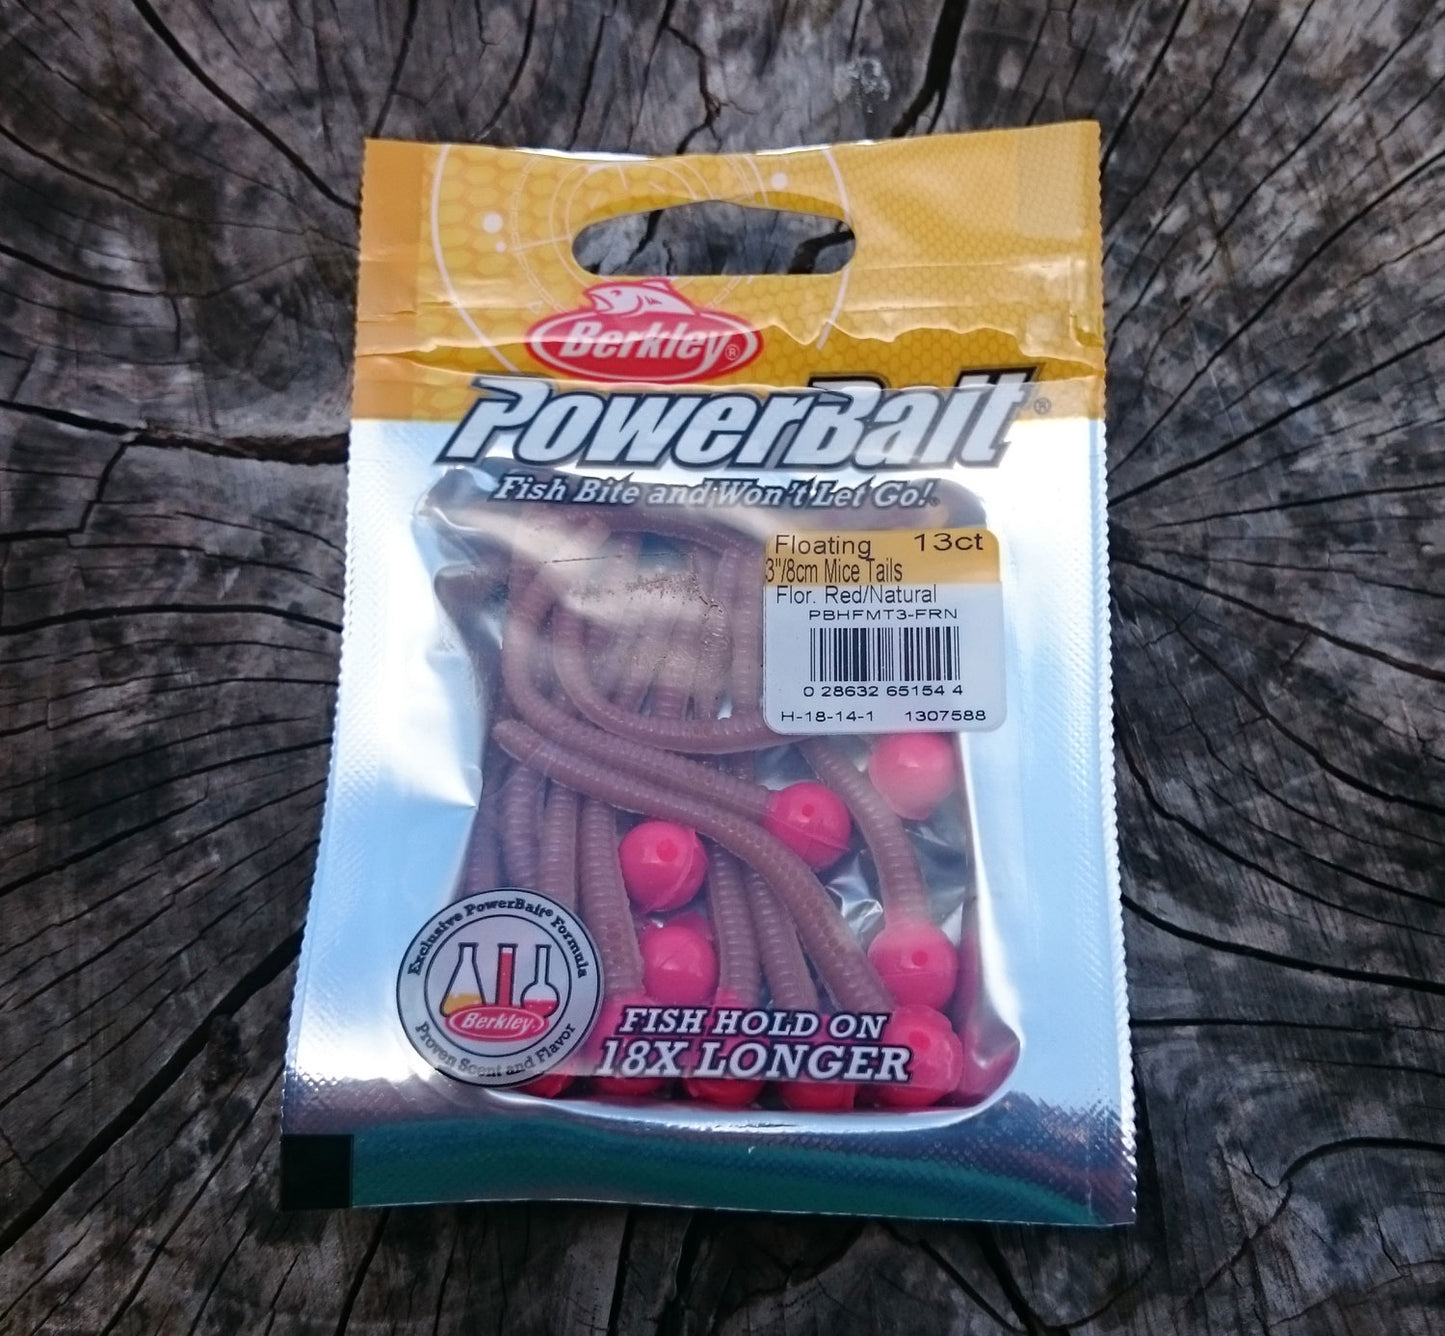 Berkley®
PowerBait®
Fish Bite and Won't Let Go!®
Floating 13ct
3"/8cm Mice Tails
Flor. Red/Natural
PBHFMT3-FRN
0 28632 65154 4
H-18-14-1 1307588
Exclusive PowerBait® Formula
Berkley
Proven Scent and Flavor
FISH HOLD ON
18X LONGER